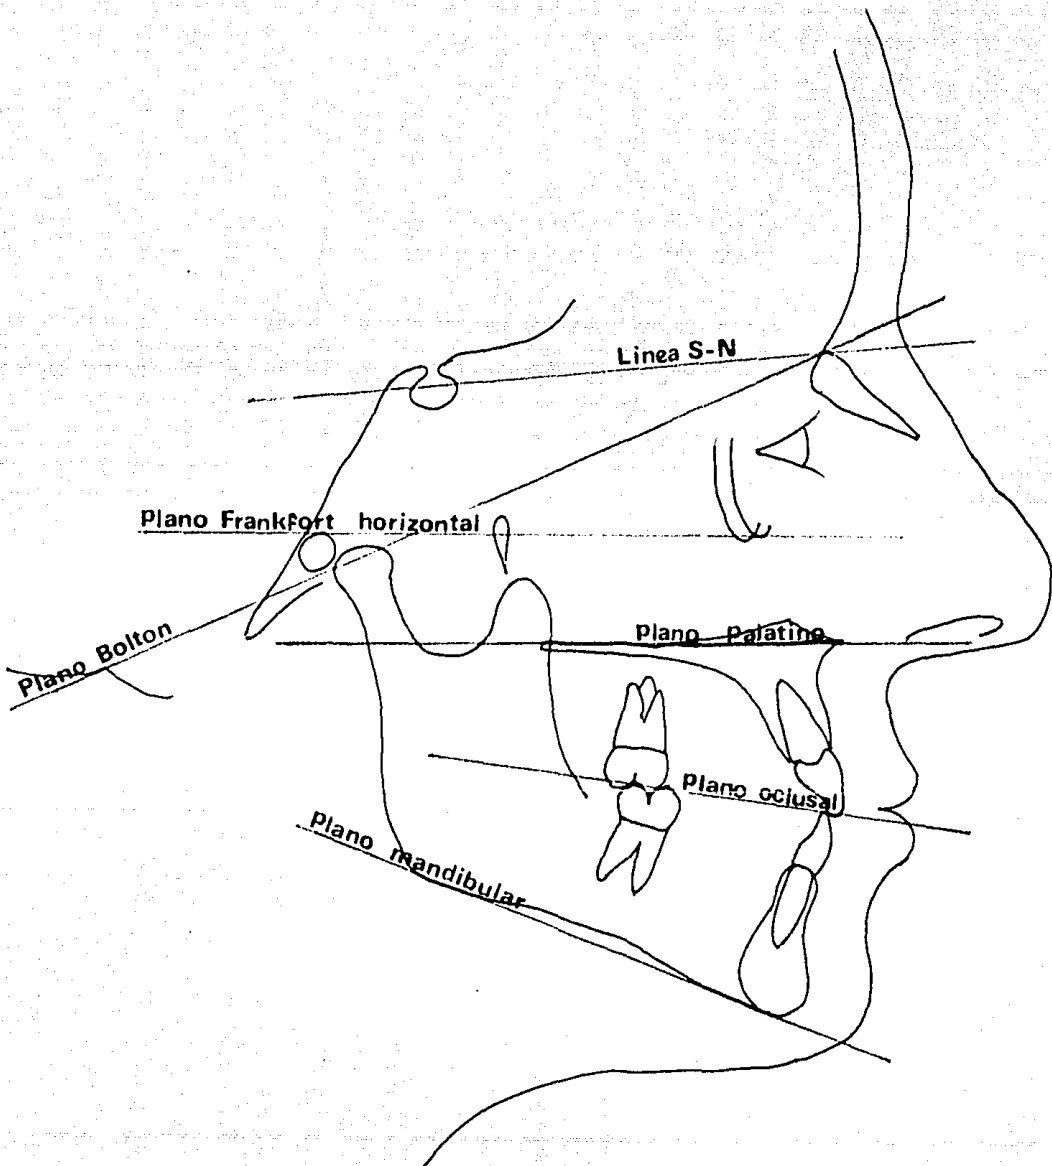 Linea S-N
Plano Frankfort horizontal
Plano Bolton
Plano Palatino
Plano oclusal
Plano mandibular